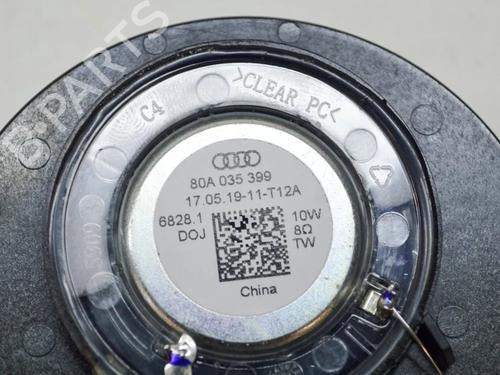 PARTS
>CLEAR PC<
C4
80A 035 399
17.05.19-11-T12A
6828.1 10W
DOJ 8Ω
TW
China